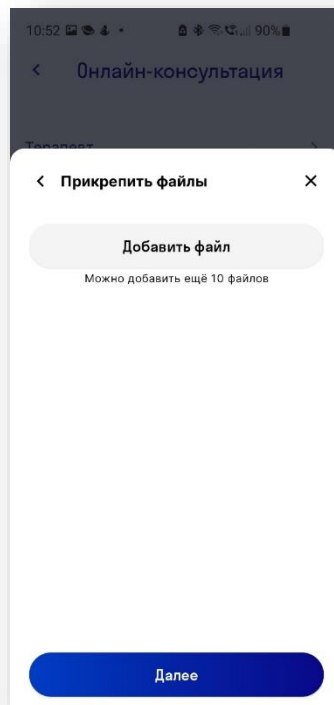 10:52 90%
Онлайн-консультация
Терапевт
Прикрепить файлы
Добавить файл
Можно добавить ещё 10 файлов
Далее